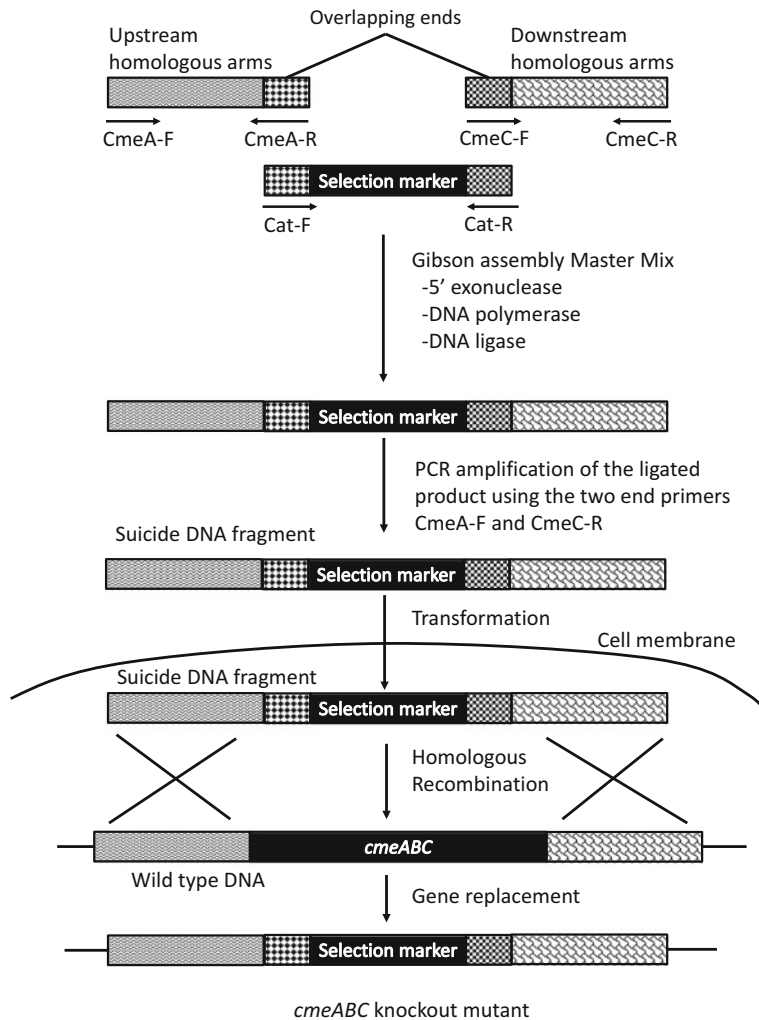 Overlapping ends
Upstream
homologous arms
Downstream
homologous arms
CmeA-F
CmeA-R
CmeC-F
CmeC-R
Selection marker
Cat-F
Cat-R
Gibson assembly Master Mix
-5’ exonuclease
-DNA polymerase
-DNA ligase
Selection marker
PCR amplification of the ligated
product using the two end primers
CmeA-F and CmeC-R
Suicide DNA fragment
Selection marker
Transformation
Cell membrane
Suicide DNA fragment
Selection marker
Homologous
Recombination
cmeABC
Wild type DNA
Gene replacement
Selection marker
cmeABC knockout mutant